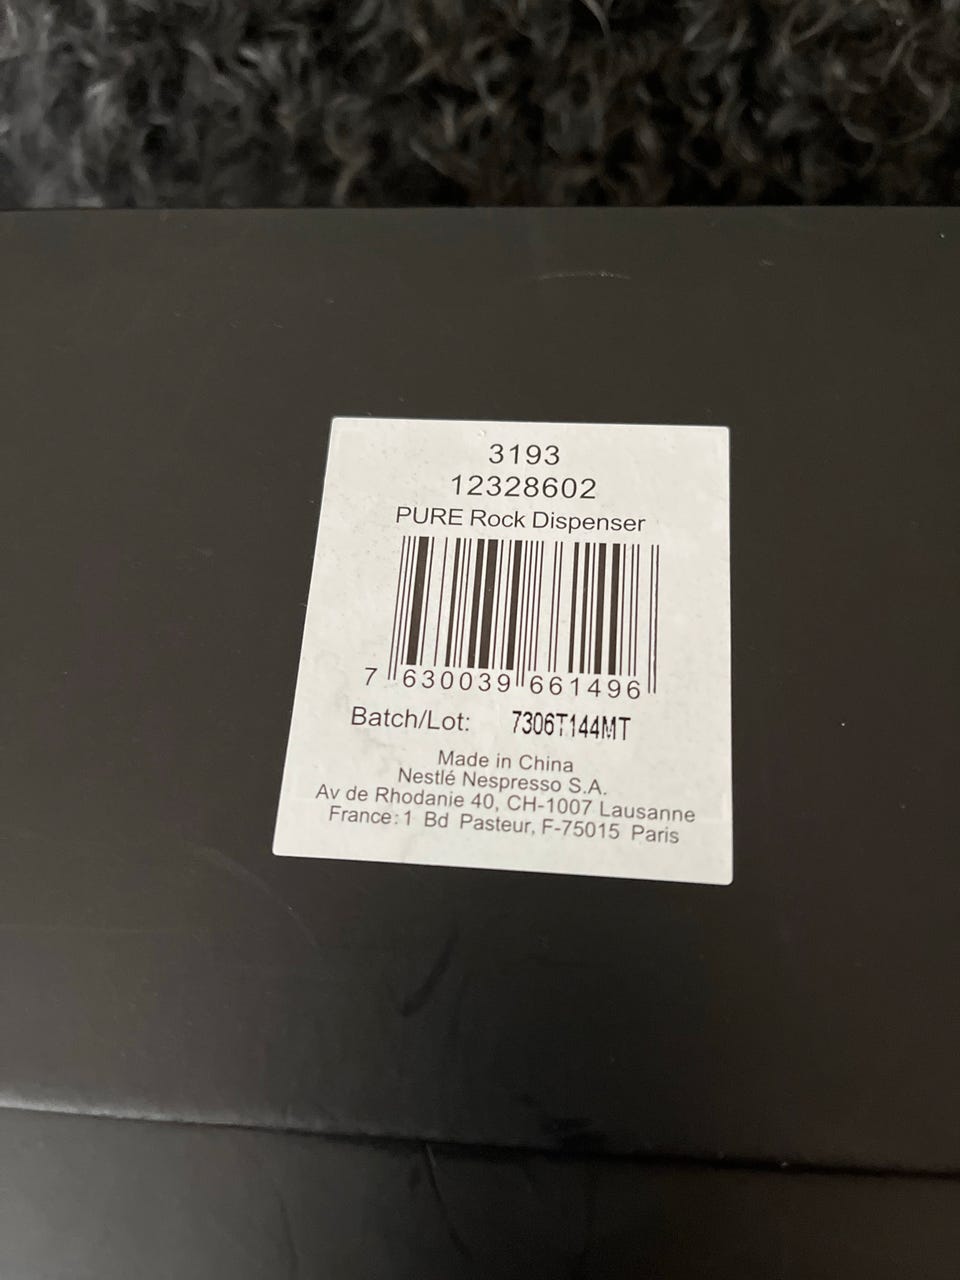 3193
12328602
PURE Rock Dispenser
7 630039 661496
Batch/Lot: 7306T144MT
Made in China
Nestlé Nespresso S.A.
Av de Rhodanie 40, CH-1007 Lausanne
France: 1 Bd Pasteur, F-75015 Paris